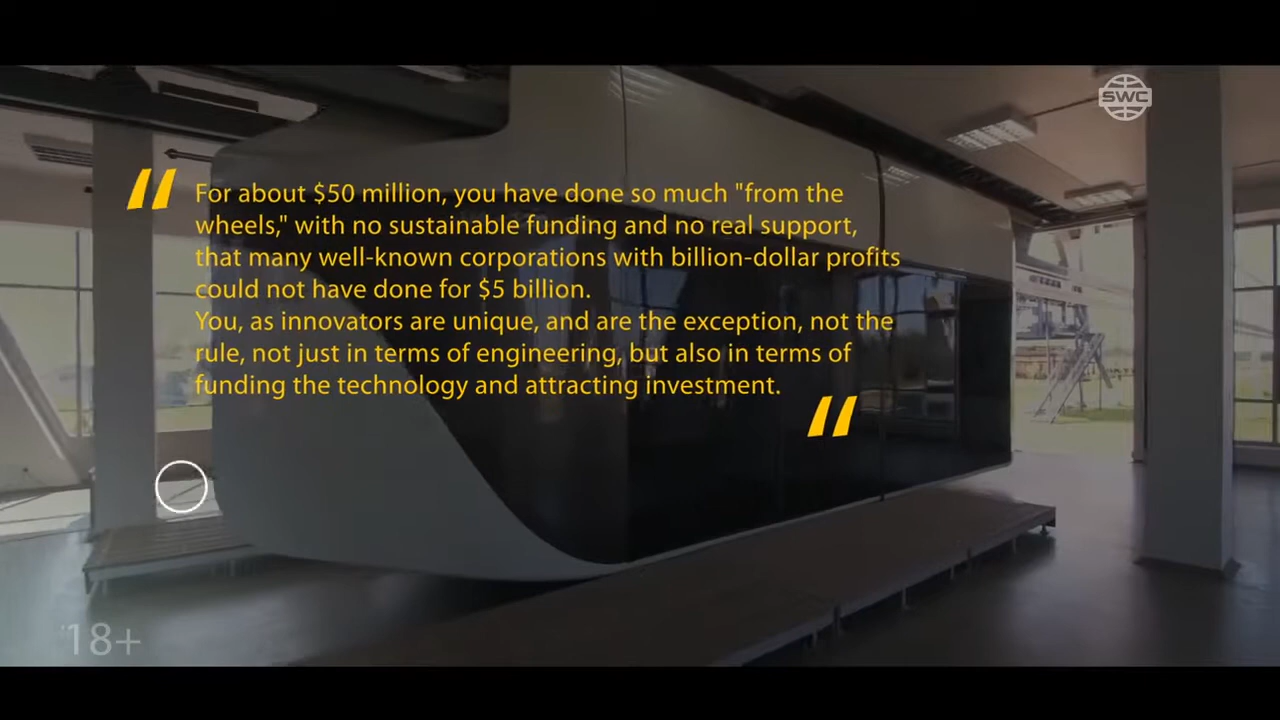 SWC
For about $50 million, you have done so much "from the
wheels," with no sustainable funding and no real support,
that many well-known corporations with billion-dollar profits
could not have done for $5 billion.
You, as innovators are unique, and are the exception, not the
rule, not just in terms of engineering, but also in terms of
funding the technology and attracting investment.
18+